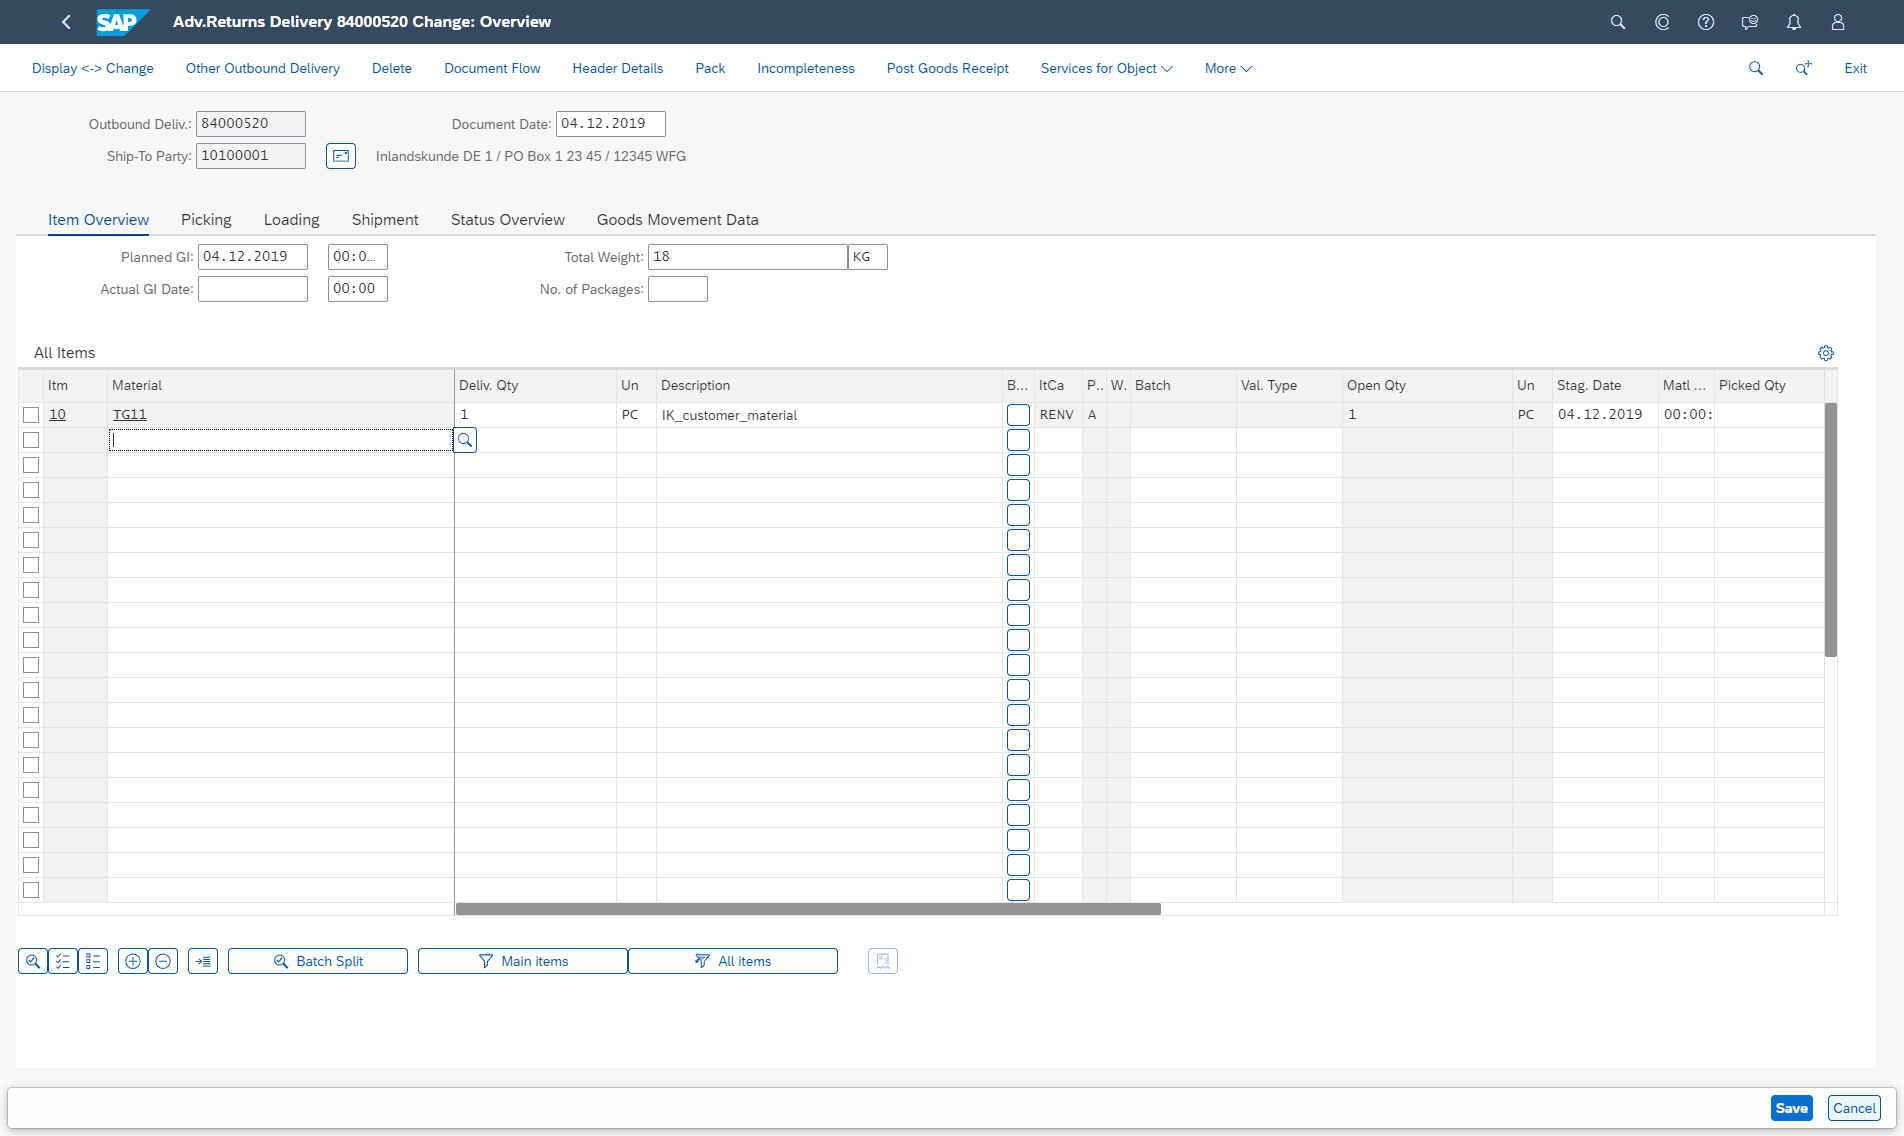 SAP Adv.Returns Delivery 84000520 Change: Overview
Display <-> Change Other Outbound Delivery Delete Document Flow Header Details Pack Incompleteness Post Goods Receipt Services for Object More Exit
Outbound Deliv.: 84000520 Document Date: 04.12.2019
Ship-To Party: 10100001 Inlandskunde DE 1 / PO Box 1 23 45 / 12345 WFG
Item Overview Picking Loading Shipment Status Overview Goods Movement Data
Planned GI: 04.12.2019 00:0... Total Weight: 18 KG
Actual GI Date: 00:00 No. of Packages:
All Items
Itm Material Deliv. Qty Un Description B... ItCa P.. W. Batch Val. Type Open Qty Un Stag. Date Matl ... Picked Qty
10 TG11 1 PC IK_customer_material RENV A 1 PC 04.12.2019 00:00:
Batch Split Main items All items
Save Cancel